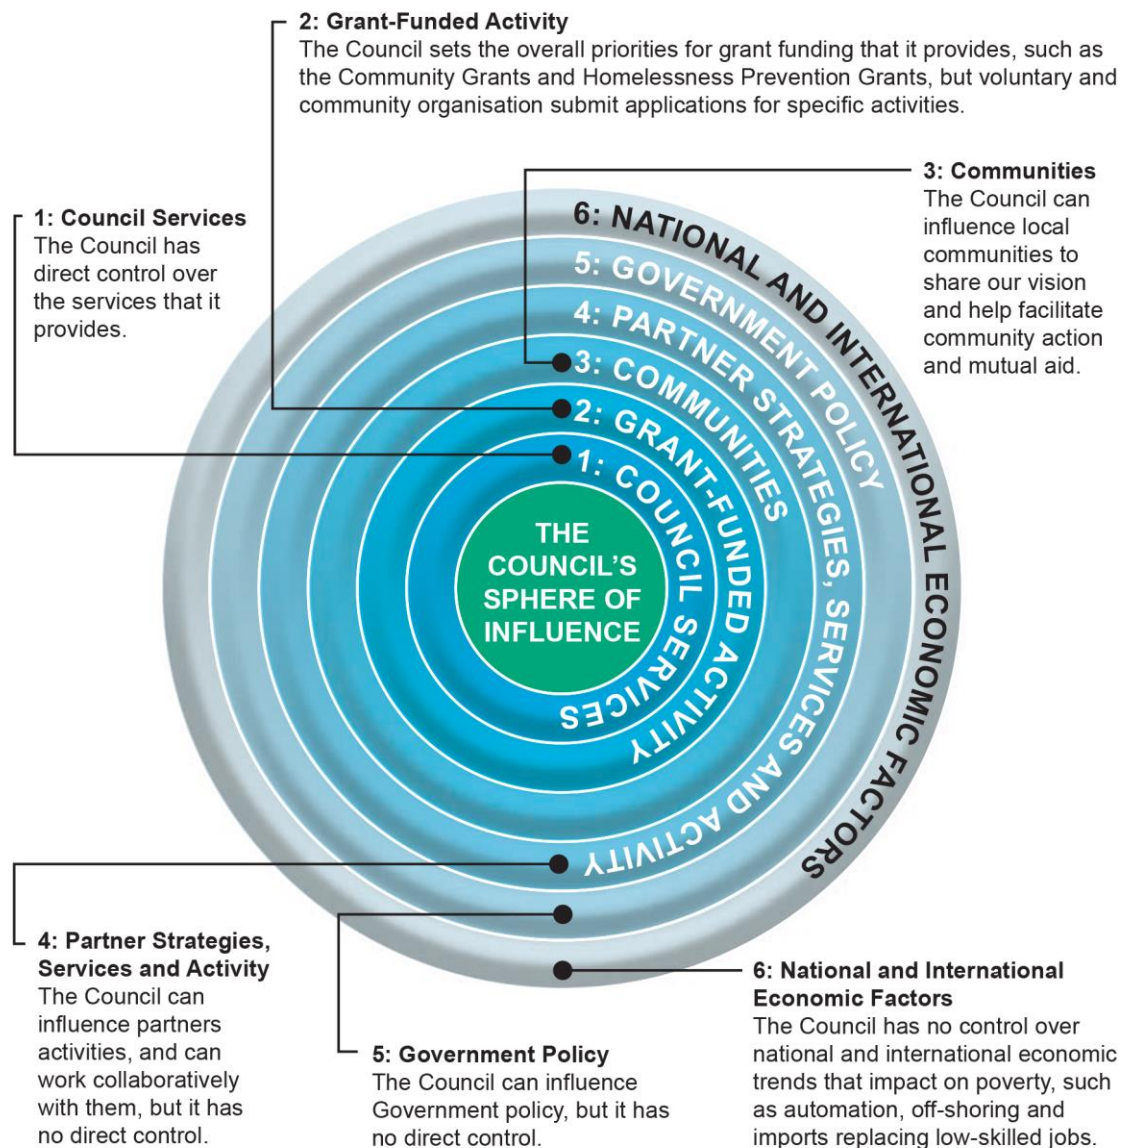 2: Grant-Funded Activity
The Council sets the overall priorities for grant funding that it provides, such as
the Community Grants and Homelessness Prevention Grants, but voluntary and
community organisation submit applications for specific activities.
3: Communities
The Council can
influence local
communities to
share our vision
and help facilitate
community action
and mutual aid.
1: Council Services
The Council has
direct control over
the services that it
provides.
6: NATIONAL AND INTERNATIONAL ECONOMIC FACTORS
5: GOVERNMENT POLICY
4: PARTNER STRATEGIES, SERVICES AND ACTIVITY
3: COMMUNITIES
2: GRANT-FUNDED ACTIVITY
1: COUNCIL SERVICES
THE
COUNCIL'S
SPHERE OF
INFLUENCE
4: Partner Strategies,
Services and Activity
The Council can
influence partners
activities, and can
work collaboratively
with them, but it has
no direct control.
5: Government Policy
The Council can influence
Government policy, but it has
no direct control.
6: National and International
Economic Factors
The Council has no control over
national and international economic
trends that impact on poverty, such
as automation, off-shoring and
imports replacing low-skilled jobs.